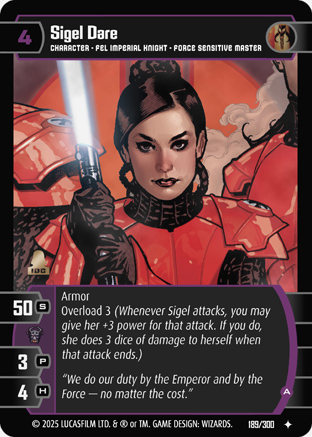 4
Sigel Dare
CHARACTER • FEL IMPERIAL KNIGHT • FORCE SENSITIVE MASTER
50 S
3 P
4 H
Armor
Overload 3 (Whenever Sigel attacks, you may
give her +3 power for that attack. If you do,
she does 3 dice of damage to herself when
that attack ends.)
“We do our duty by the Emperor and by the
Force — no matter the cost.”
A
© 2025 LUCASFILM LTD. & ® or TM. GAME DESIGN: WIZARDS.
189/300